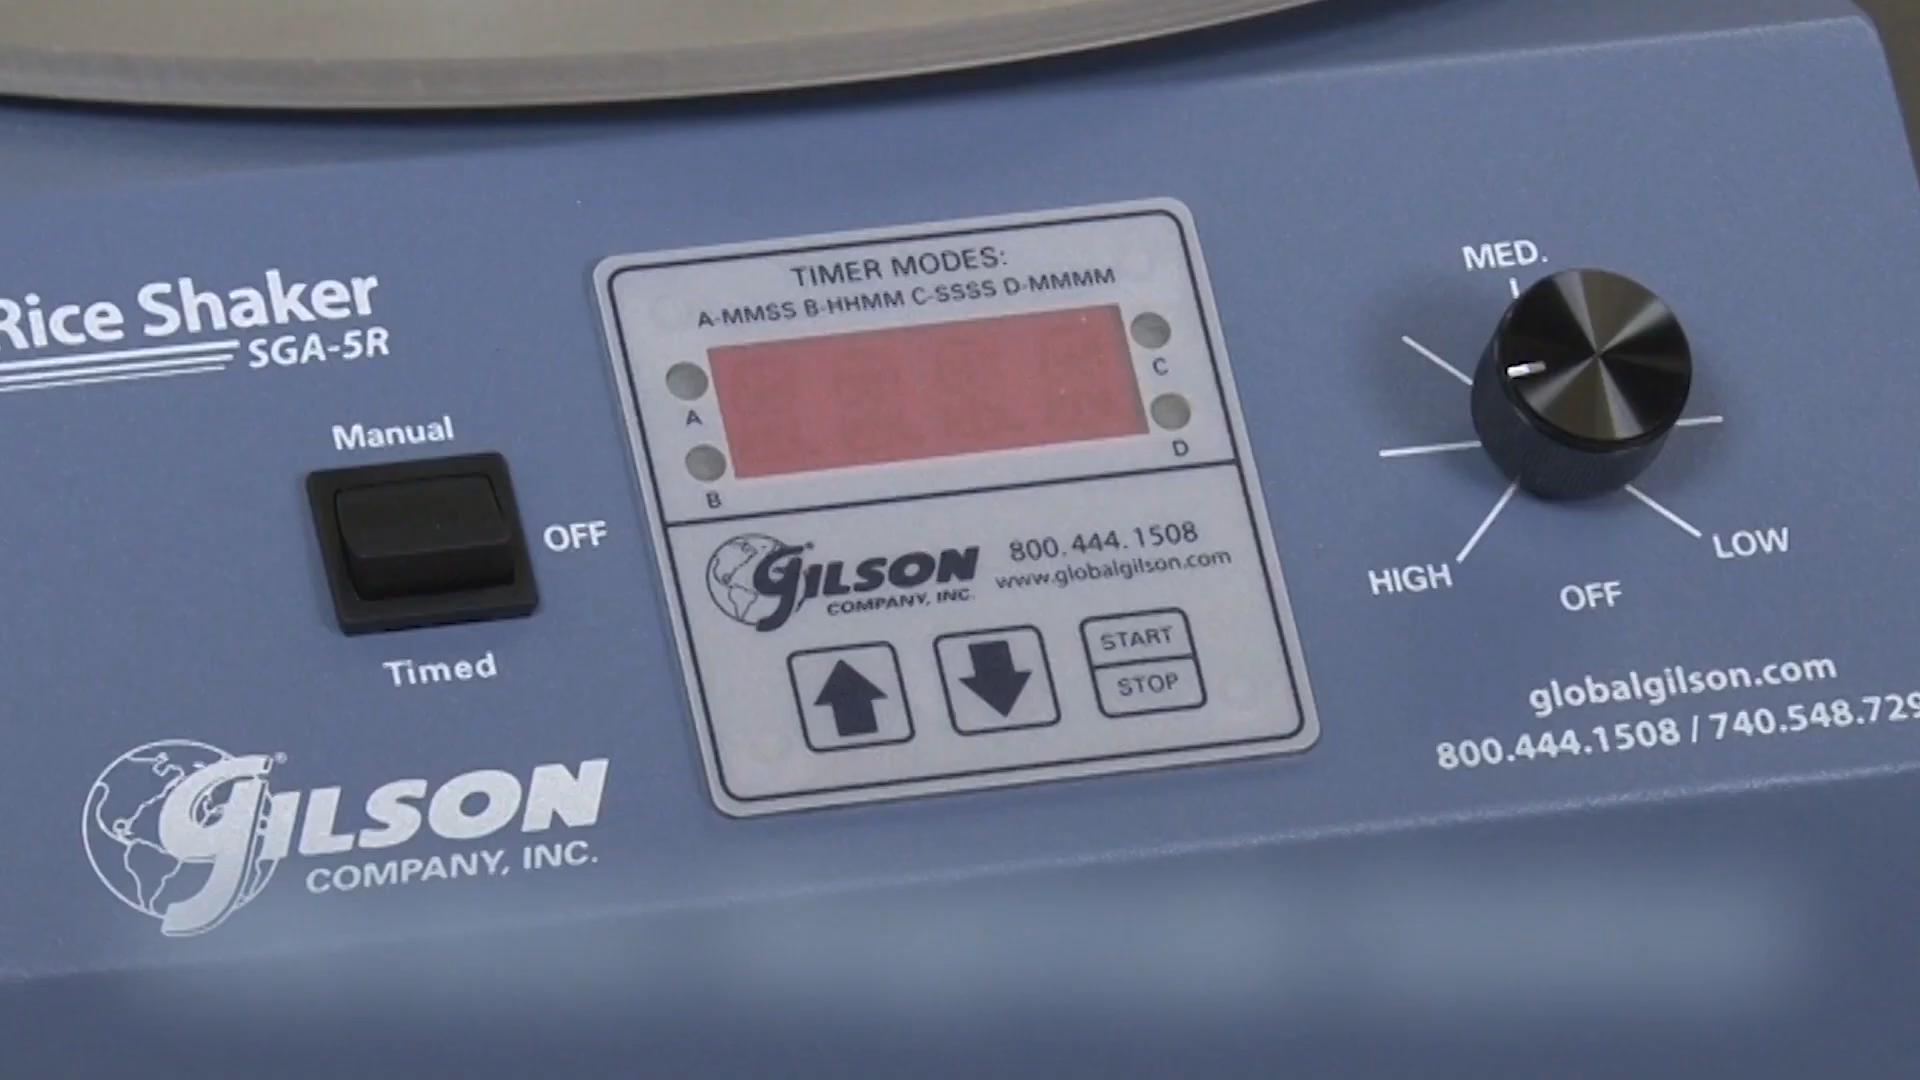 Rice Shaker
SGA-5R
Manual
OFF
Timed
GILSON®
COMPANY, INC.
TIMER MODES:
A-MMSS B-HHMM C-SSSS D-MMMM
A
B
C
D
GILSON®
COMPANY, INC.
800.444.1508
www.globalgilson.com
START
STOP
MED.
HIGH
LOW
OFF
globalgilson.com
800.444.1508 / 740.548.729